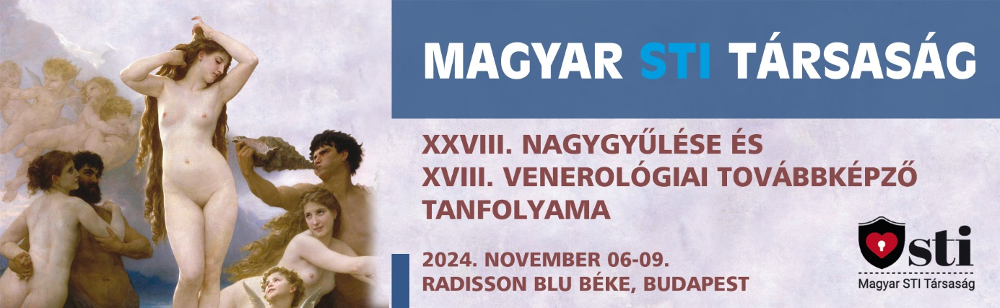 MAGYAR STI TÁRSASÁG
XXVIII. NAGYGYŰLÉSE ÉS
XVIII. VENEROLÓGIAI TOVÁBBKÉPZŐ
TANFOLYAMA
2024. NOVEMBER 06-09.
RADISSON BLU BÉKE, BUDAPEST
sti
Magyar STI Társaság